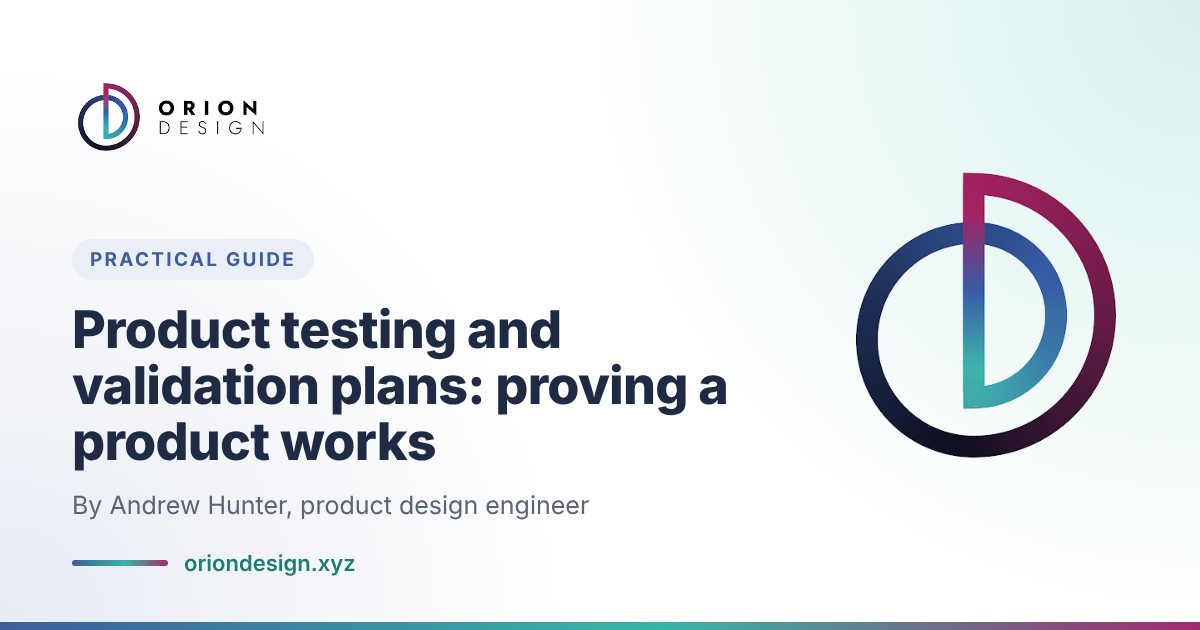 ORION
DESIGN
PRACTICAL GUIDE
Product testing and
validation plans: proving a
product works
By Andrew Hunter, product design engineer
oriondesign.xyz